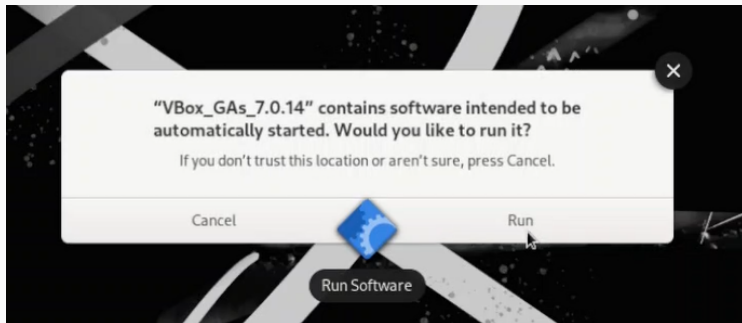 “VBox_GAs_7.0.14” contains software intended to be
automatically started. Would you like to run it?
If you don’t trust this location or aren’t sure, press Cancel.
Cancel
Run
Run Software